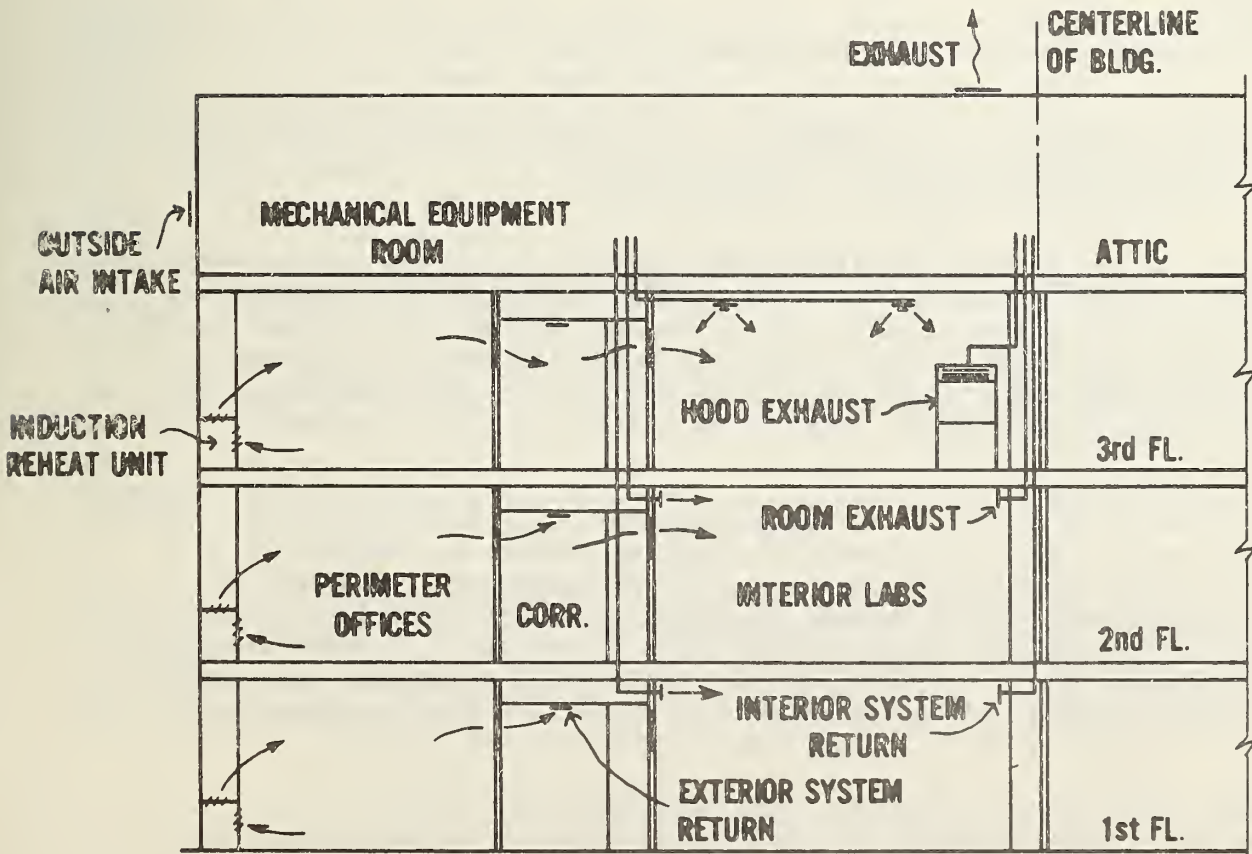 EXHAUST
CENTERLINE
OF BLDG.
MECHANICAL EQUIPMENT
ROOM
OUTSIDE
AIR INTAKE
ATTIC
HOOD EXHAUST
INDUCTION
REHEAT UNIT
3rd FL.
ROOM EXHAUST
PERIMETER
OFFICES
CORR.
INTERIOR LABS
2nd FL.
INTERIOR SYSTEM
RETURN
EXTERIOR SYSTEM
RETURN
1st FL.